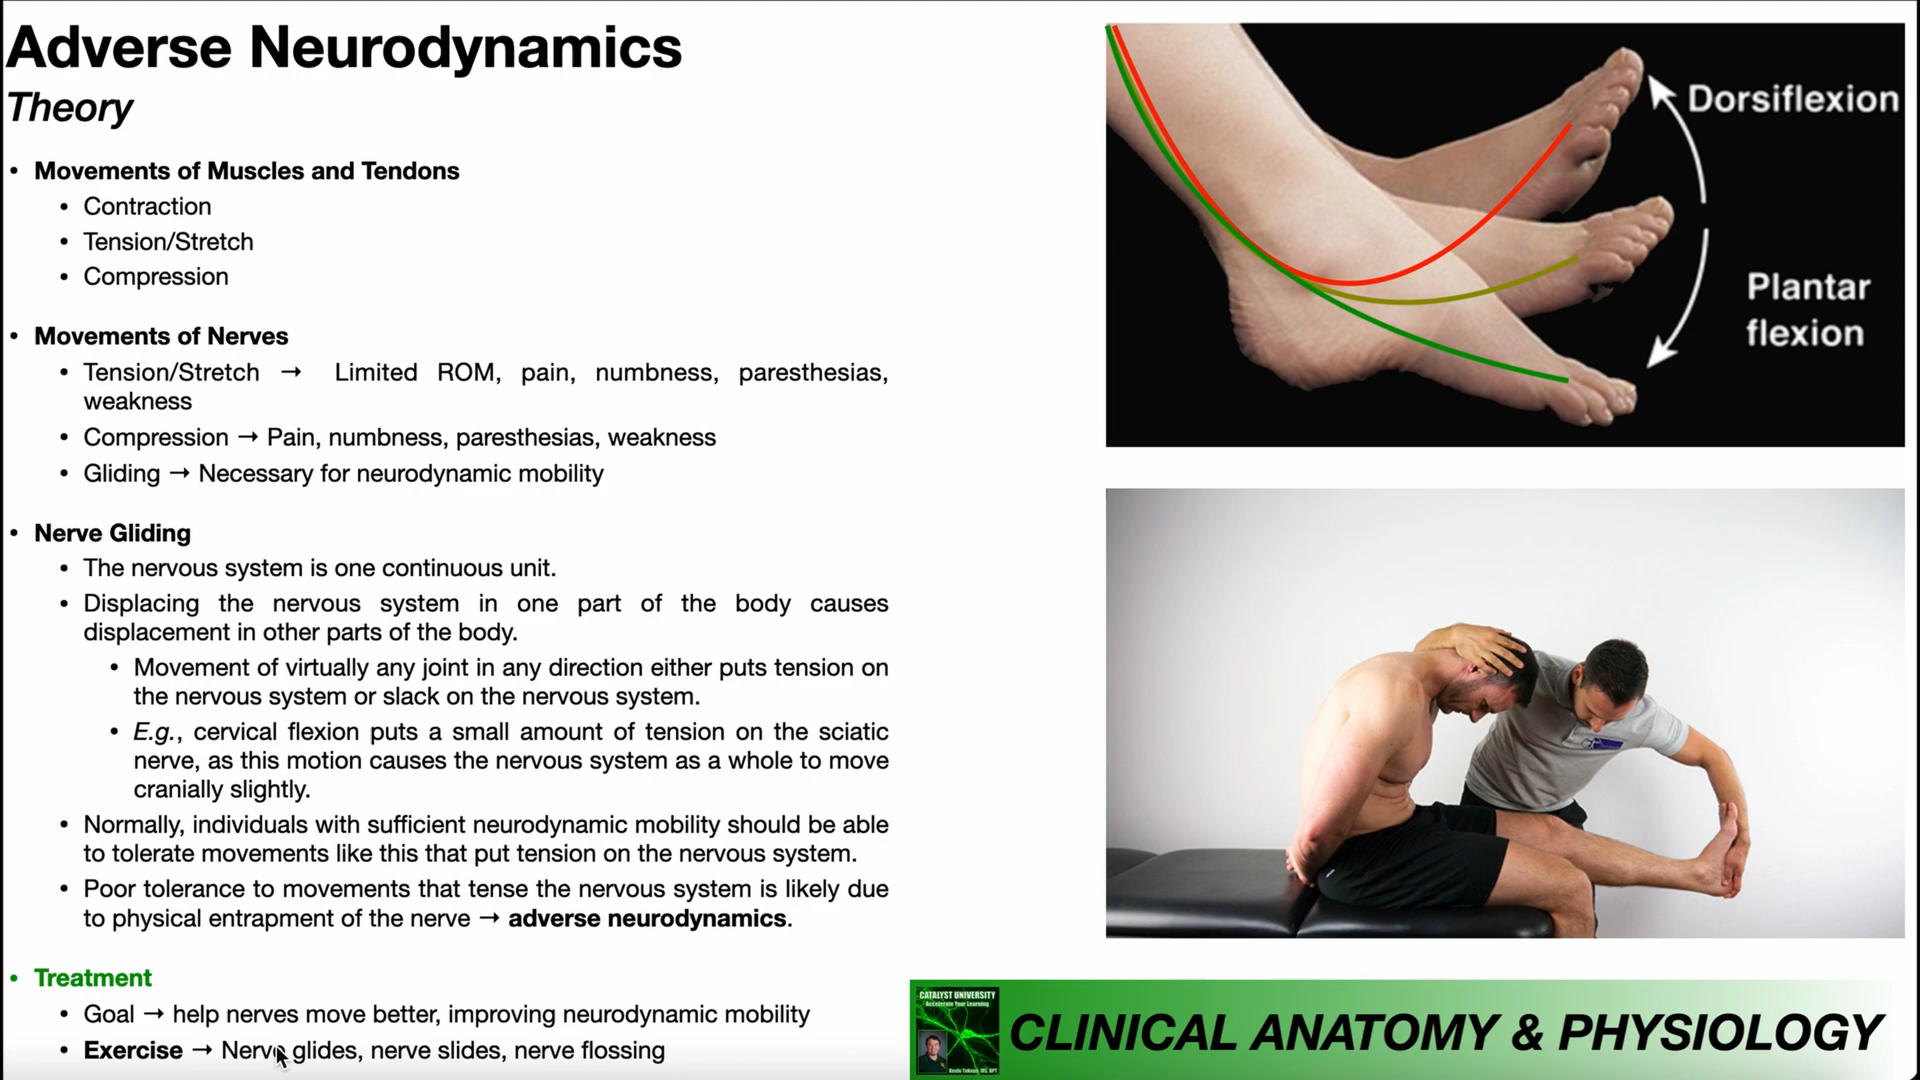 Adverse Neurodynamics
Theory
• Movements of Muscles and Tendons
• Contraction
• Tension/Stretch
• Compression
• Movements of Nerves
• Tension/Stretch → Limited ROM, pain, numbness, paresthesias,
weakness
• Compression → Pain, numbness, paresthesias, weakness
• Gliding → Necessary for neurodynamic mobility
• Nerve Gliding
• The nervous system is one continuous unit.
• Displacing the nervous system in one part of the body causes
displacement in other parts of the body.
• Movement of virtually any joint in any direction either puts tension on
the nervous system or slack on the nervous system.
• E.g., cervical flexion puts a small amount of tension on the sciatic
nerve, as this motion causes the nervous system as a whole to move
cranially slightly.
• Normally, individuals with sufficient neurodynamic mobility should be able
to tolerate movements like this that put tension on the nervous system.
• Poor tolerance to movements that tense the nervous system is likely due
to physical entrapment of the nerve → adverse neurodynamics.
• Treatment
• Goal → help nerves move better, improving neurodynamic mobility
• Exercise → Nerve glides, nerve slides, nerve flossing
Dorsiflexion
Plantar
flexion
CATALYST UNIVERSITY
Accelerate Your Learning
CLINICAL ANATOMY & PHYSIOLOGY